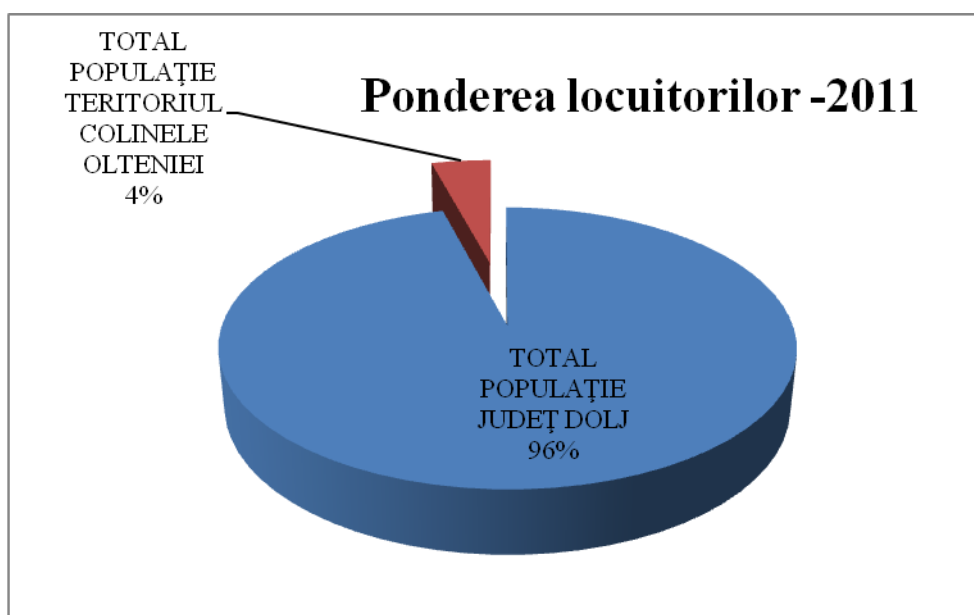 TOTAL
POPULAŢIE
TERITORIUL
COLINELE
OLTENIEI
4%
Ponderea locuitorilor -2011
TOTAL
POPULAŢIE
JUDEŢ DOLJ
96%